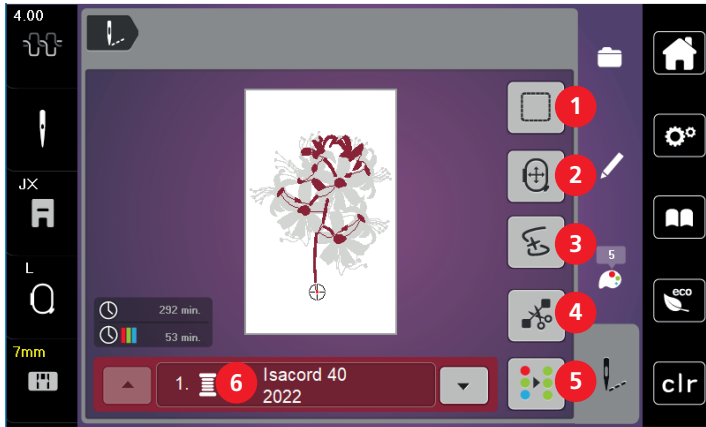 4.00
JX
L
7mm
292 min.
53 min.
1. 6 Isacord 40
2022
1
2
3
4
5
5
eco
clr